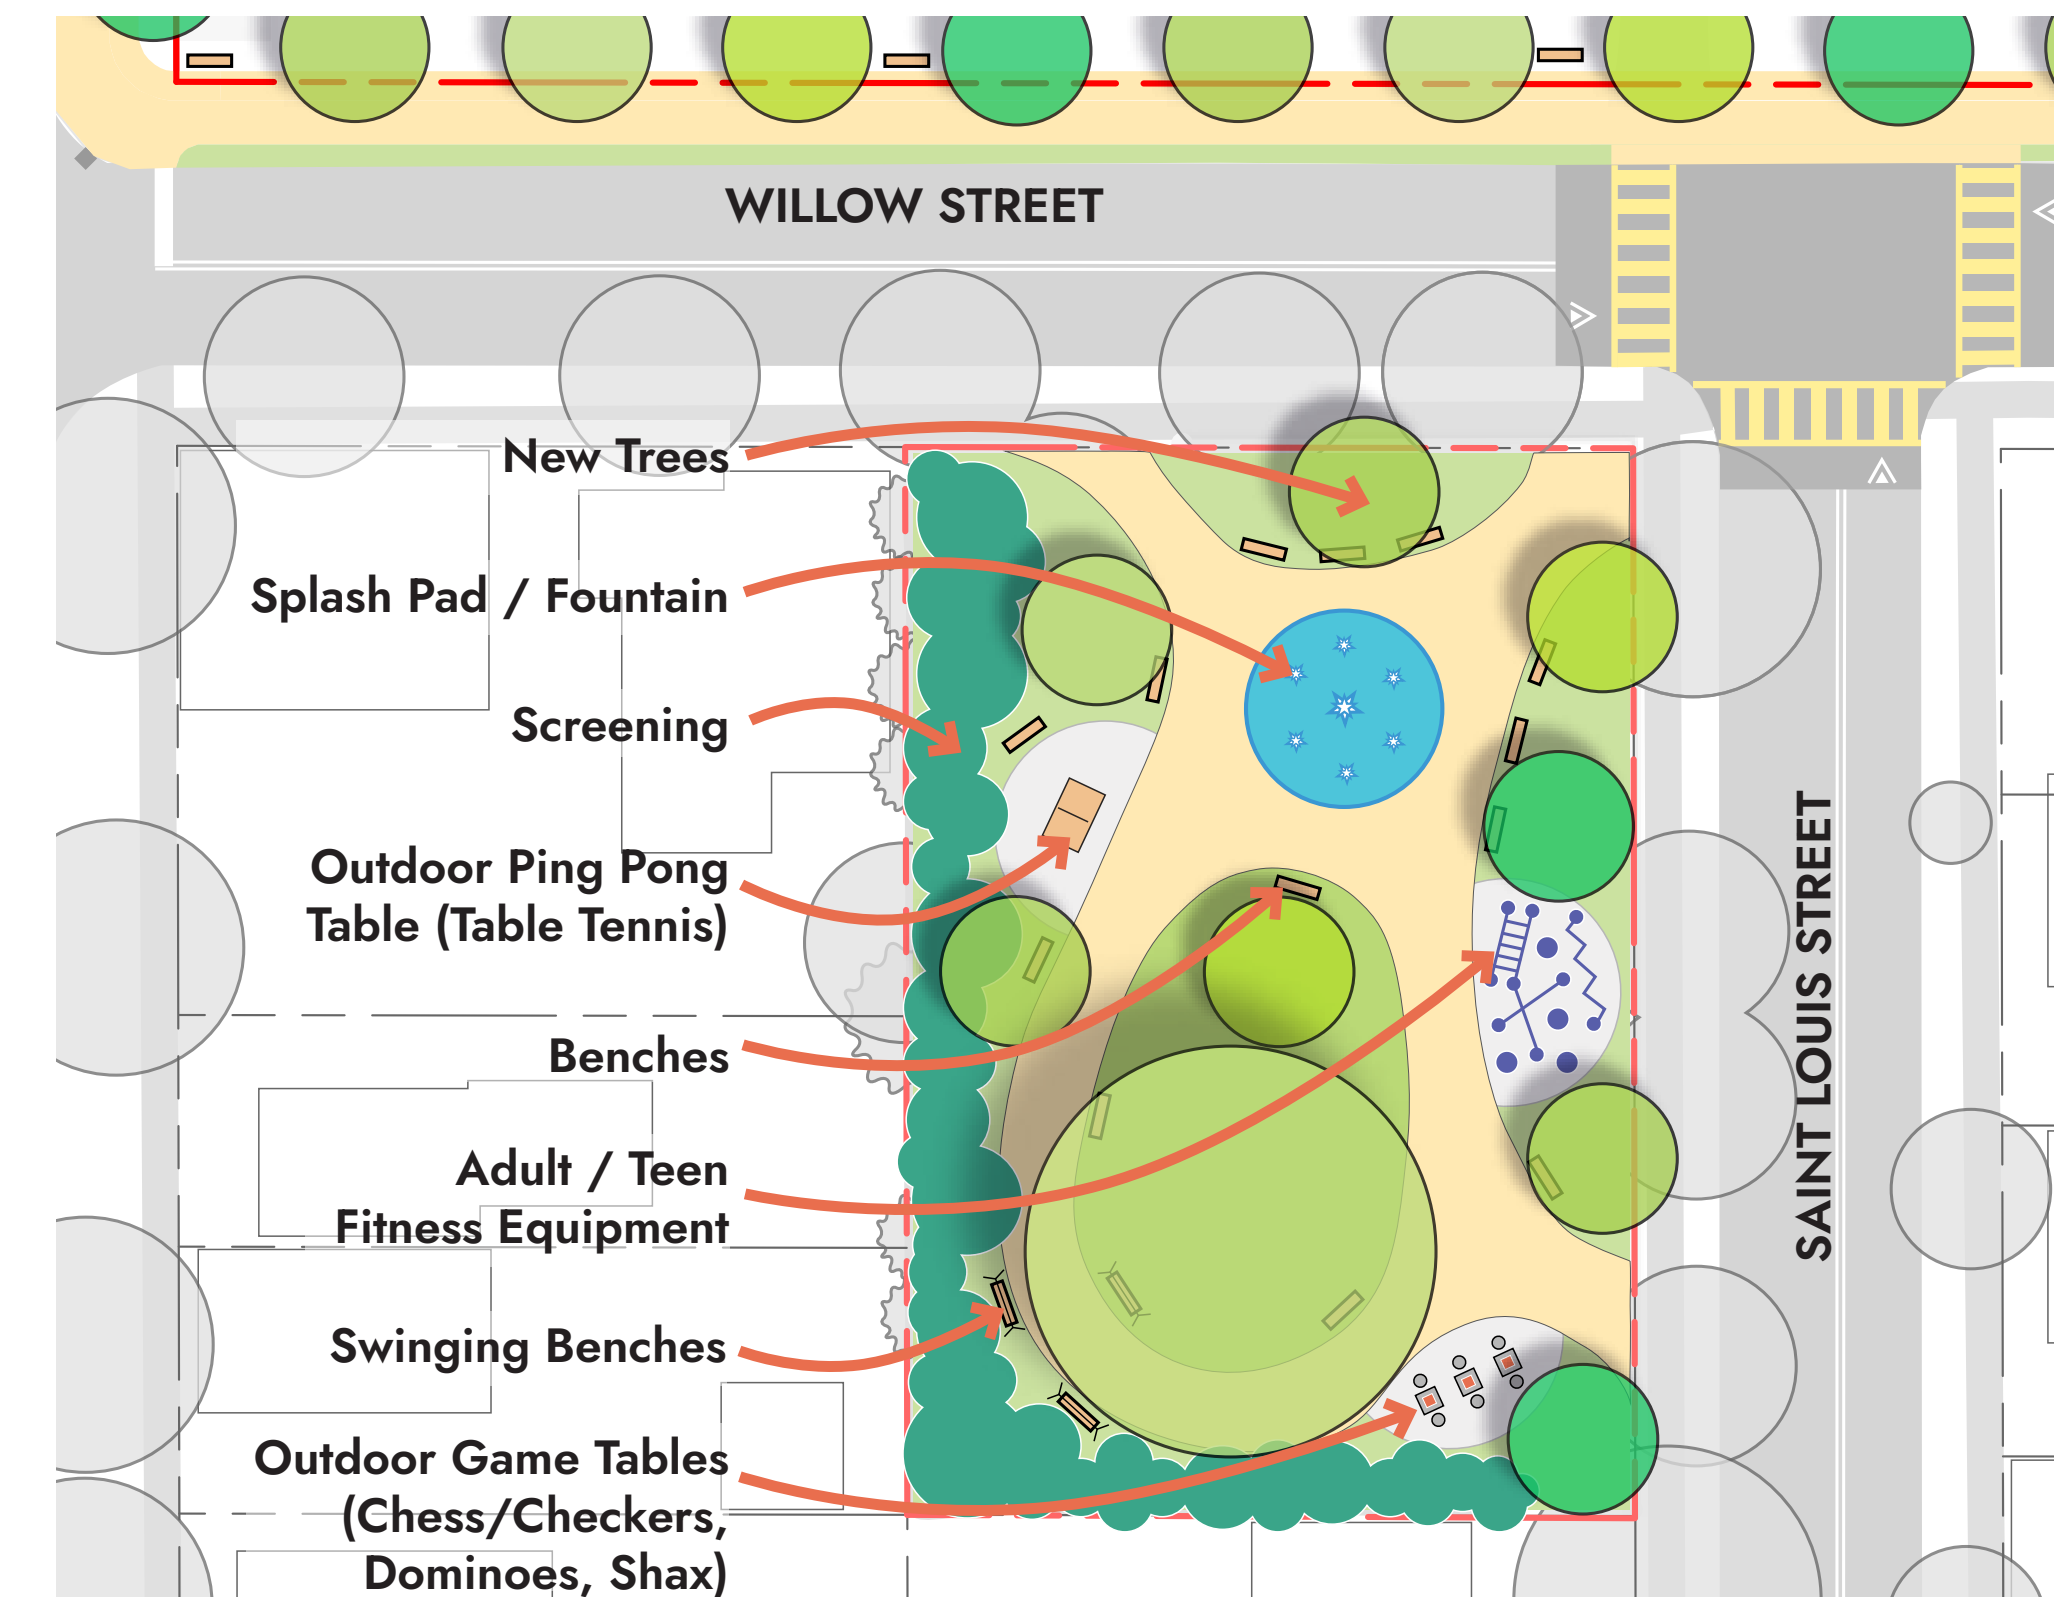 WILLOW STREET
New Trees
Splash Pad / Fountain
Screening
Outdoor Ping Pong
Table (Table Tennis)
Benches
Adult / Teen
Fitness Equipment
Swinging Benches
Outdoor Game Tables
(Chess/Checkers,
Dominoes, Shax)
SAINT LOUIS STREET